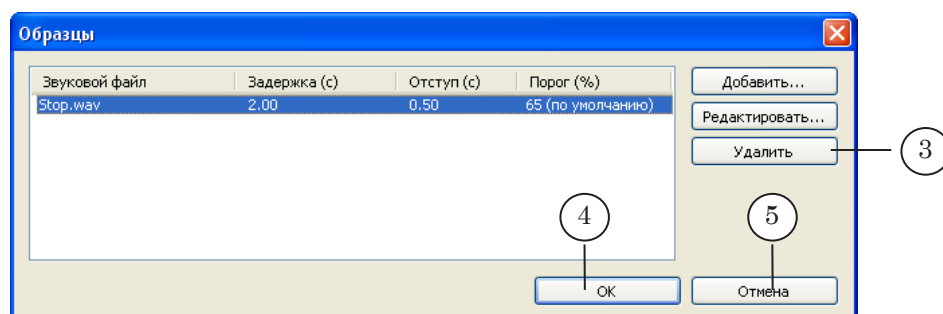 Образцы
Звуковой файл Задержка (с) Отступ (с) Порог (%)
Stop.wav 2.00 0.50 65 (по умолчанию)
Добавить...
Редактировать...
Удалить
3
4
5
OK
Отмена